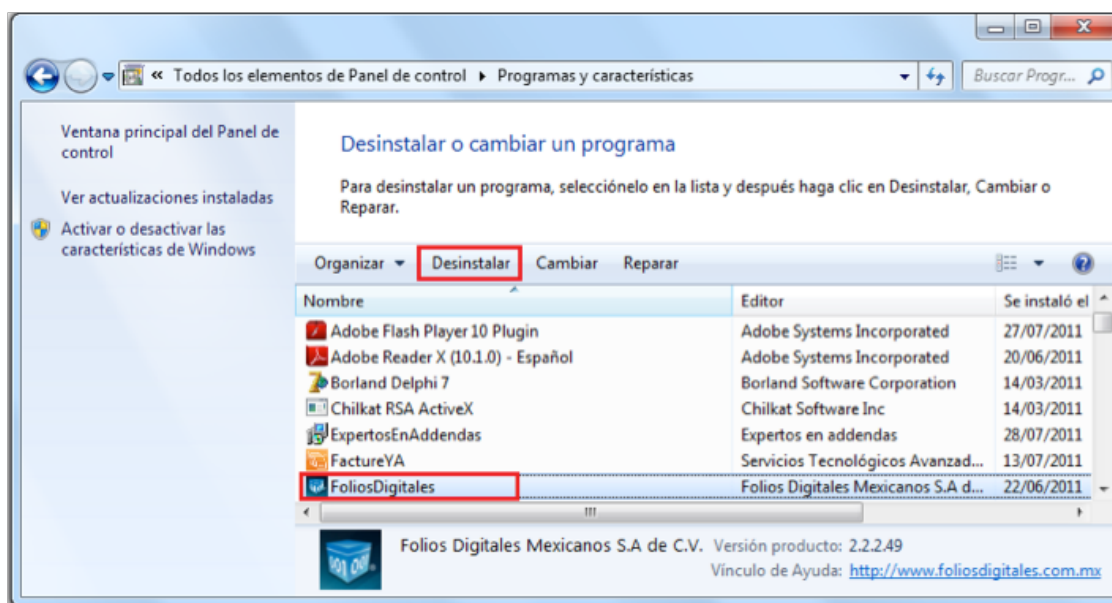 « Todos los elementos de Panel de control ▸ Programas y características
Buscar Progr...
Ventana principal del Panel de
control
Ver actualizaciones instaladas
Activar o desactivar las
características de Windows
Desinstalar o cambiar un programa
Para desinstalar un programa, selecciónelo en la lista y después haga clic en Desinstalar, Cambiar o
Reparar.
Organizar Desinstalar Cambiar Reparar
Nombre Editor Se instaló el
Adobe Flash Player 10 Plugin Adobe Systems Incorporated 27/07/2011
Adobe Reader X (10.1.0) - Español Adobe Systems Incorporated 20/06/2011
Borland Delphi 7 Borland Software Corporation 14/03/2011
Chilkat RSA ActiveX Chilkat Software Inc 14/03/2011
ExpertosEnAddendas Expertos en addendas 28/07/2011
FactureYA Servicios Tecnológicos Avanzad... 13/07/2011
FoliosDigitales Folios Digitales Mexicanos S.A d... 22/06/2011
Folios Digitales Mexicanos S.A de C.V. Versión producto: 2.2.2.49
Vínculo de Ayuda: http://www.foliosdigitales.com.mx